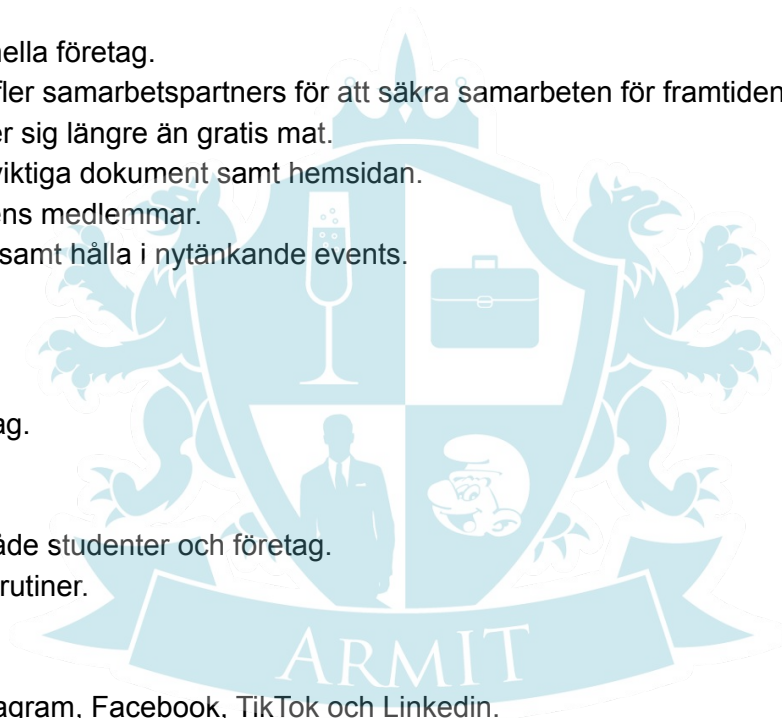 ella företag.
fler samarbetspartners för att säkra samarbeten för framtiden
er sig längre än gratis mat.
viktiga dokument samt hemsidan.
ens medlemmar.
samt hålla i nytänkande events.
ag.
åde studenter och företag.
rutiner.
ARMIT
agram, Facebook, TikTok och Linkedin.